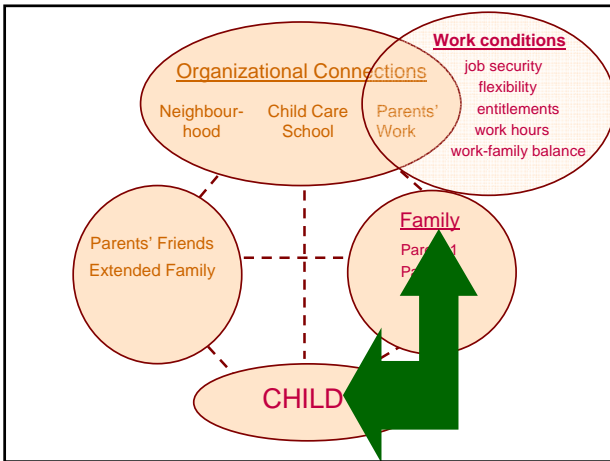 Work conditions
job security
flexibility
entitlements
work hours
work-family balance
Organizational Connections
Neighbour-
hood
Child Care
School
Parents'
Work
Parents' Friends
Extended Family
Family
CHILD